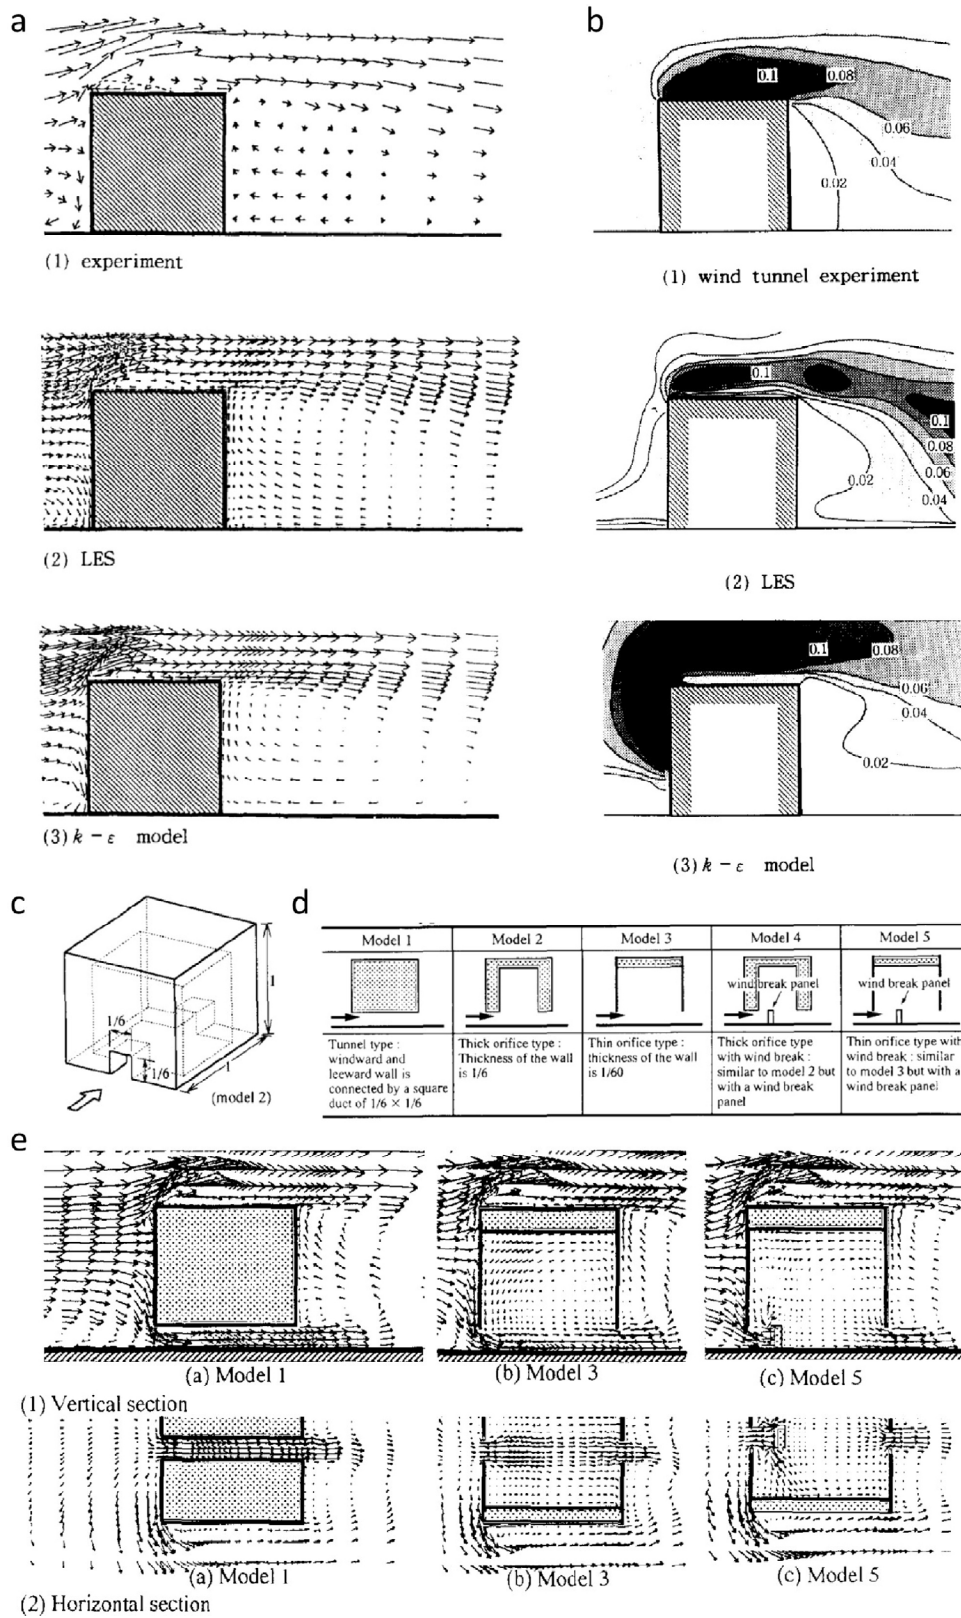 a
b
0.1
0.08
0.06
0.04
0.02
(1) experiment
(1) wind tunnel experiment
0.1
0.1
0.08
0.06
0.04
0.02
(2) LES
(2) LES
0.1
0.08
0.06
0.04
0.02
(3) k – ε model
(3) k – ε model
c
1/6
1/6
1
1
(model 2)
d
Model 1
Model 2
Model 3
Model 4
Model 5
wind break panel
wind break panel
Tunnel type :
windward and
leeward wall is
connected by a square
duct of 1/6 × 1/6
Thick orifice type :
Thickness of the wall
is 1/6
Thin orifice type :
thickness of the wall
is 1/60
Thick orifice type
with wind break :
similar to model 2 but
with a wind break
panel
Thin orifice type with
wind break : similar
to model 3 but with a
wind break panel
e
(a) Model 1
(b) Model 3
(c) Model 5
(1) Vertical section
(a) Model 1
(b) Model 3
(c) Model 5
(2) Horizontal section